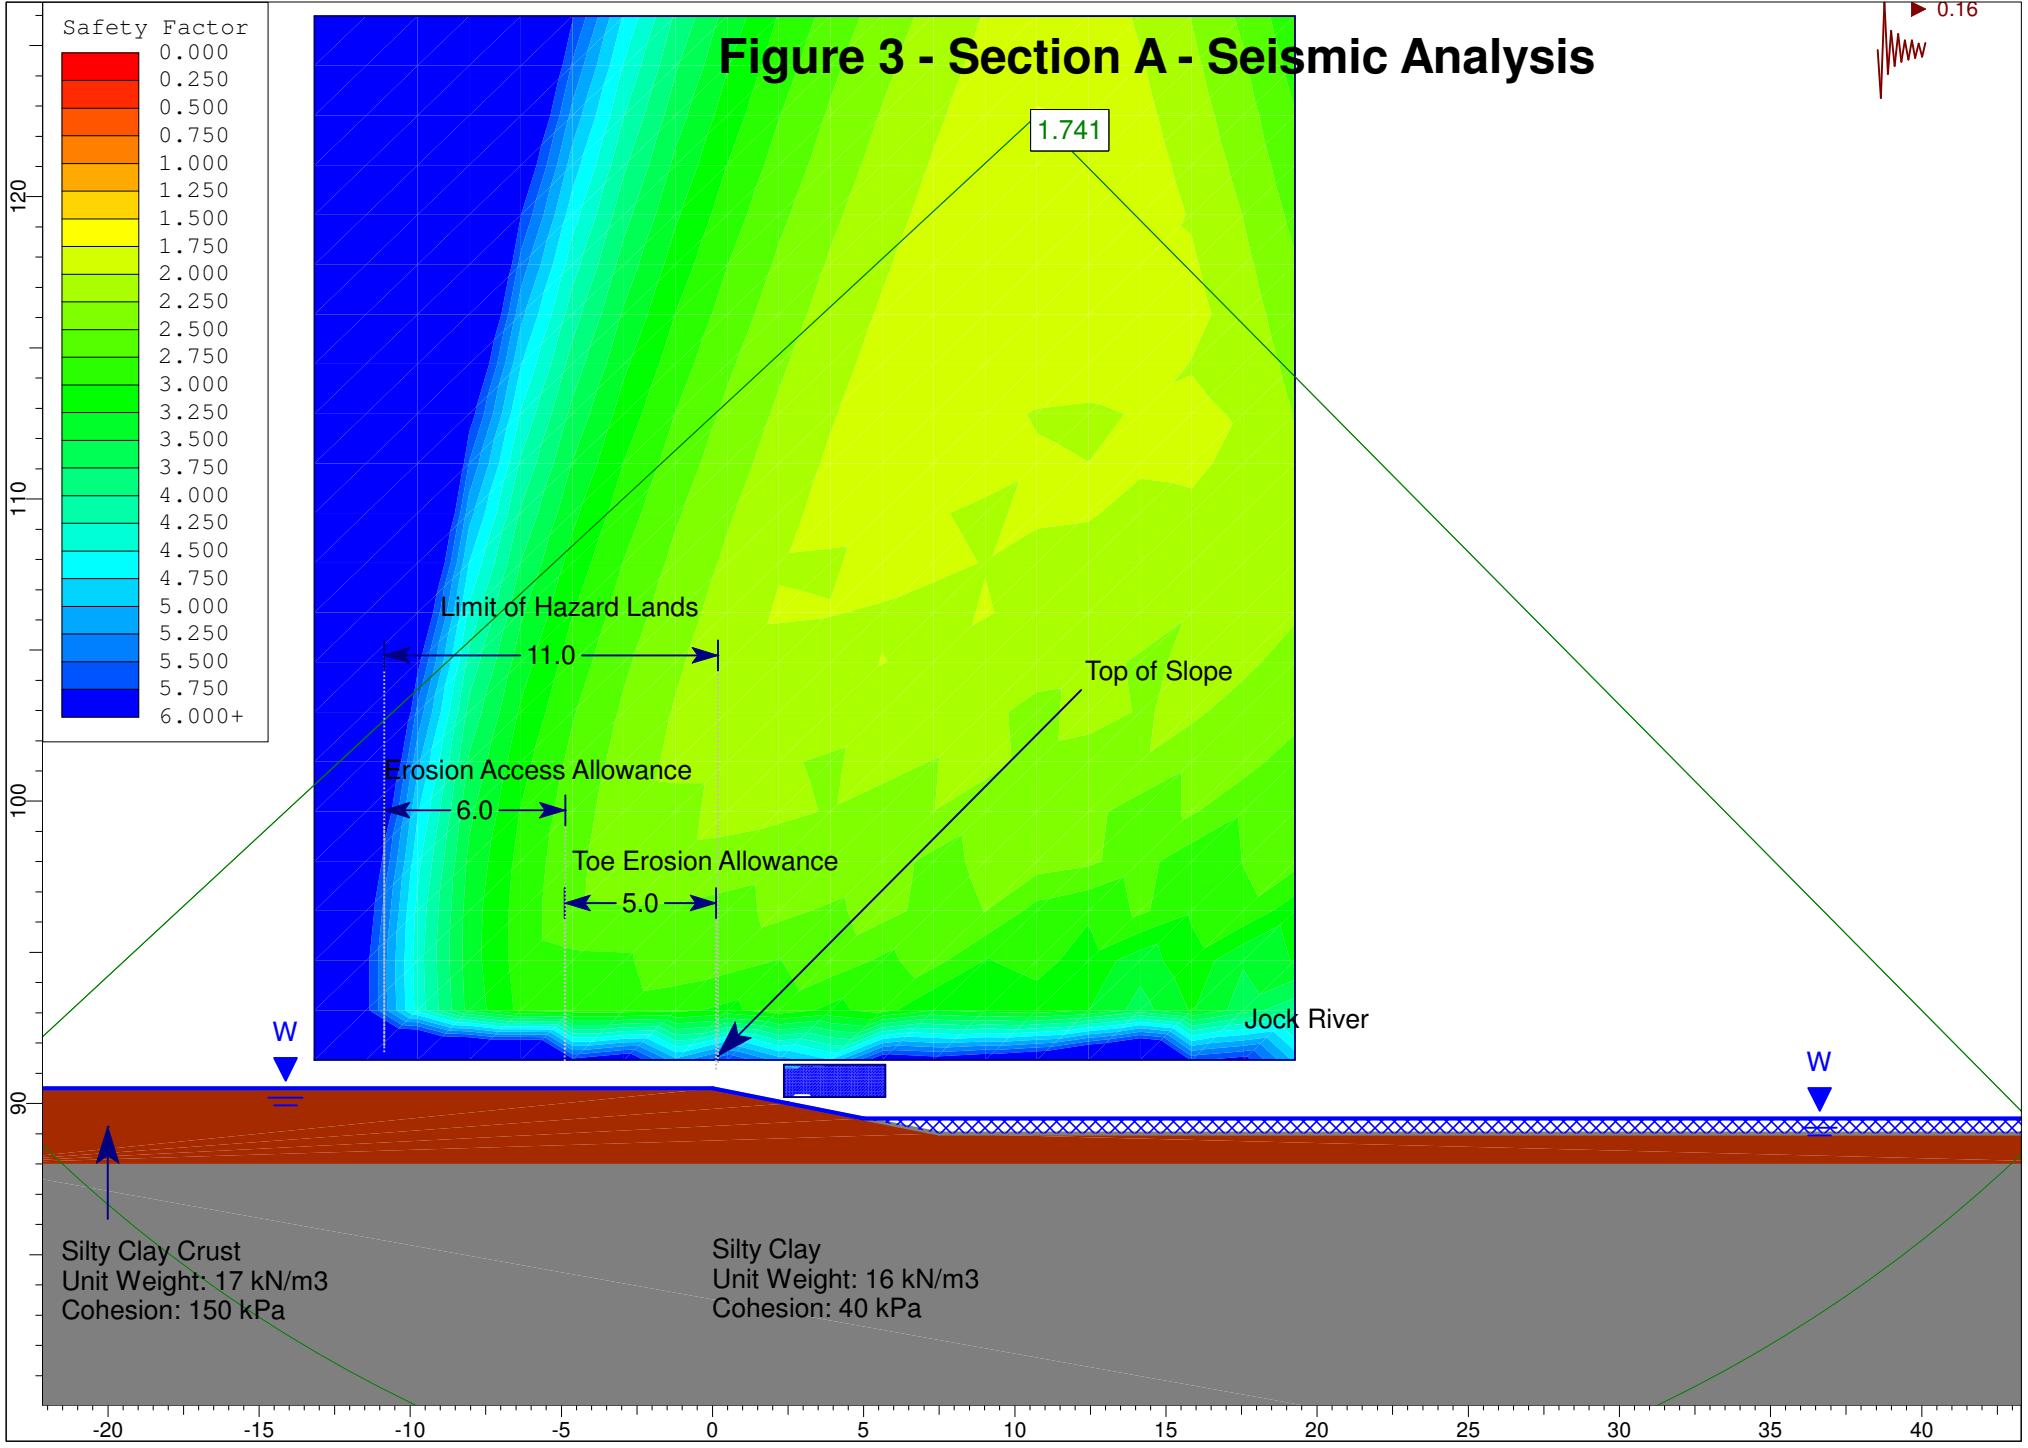 Safety Factor
0.000
0.250
0.500
0.750
1.000
1.250
1.500
1.750
2.000
2.250
2.500
2.750
3.000
3.250
3.500
3.750
4.000
4.250
4.500
4.750
5.000
5.250
5.500
5.750
6.000+
Figure 3 - Section A - Seismic Analysis
0.16
1.741
Limit of Hazard Lands
11.0
Top of Slope
Erosion Access Allowance
6.0
Toe Erosion Allowance
5.0
Jock River
W
W
Silty Clay Crust
Unit Weight: 17 kN/m3
Cohesion: 150 kPa
Silty Clay
Unit Weight: 16 kN/m3
Cohesion: 40 kPa
120
110
100
90
-20 -15 -10 -5 0 5 10 15 20 25 30 35 40